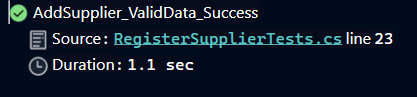 AddSupplier_ValidData_Success
Source: RegisterSupplierTests.cs line 23
Duration: 1.1 sec